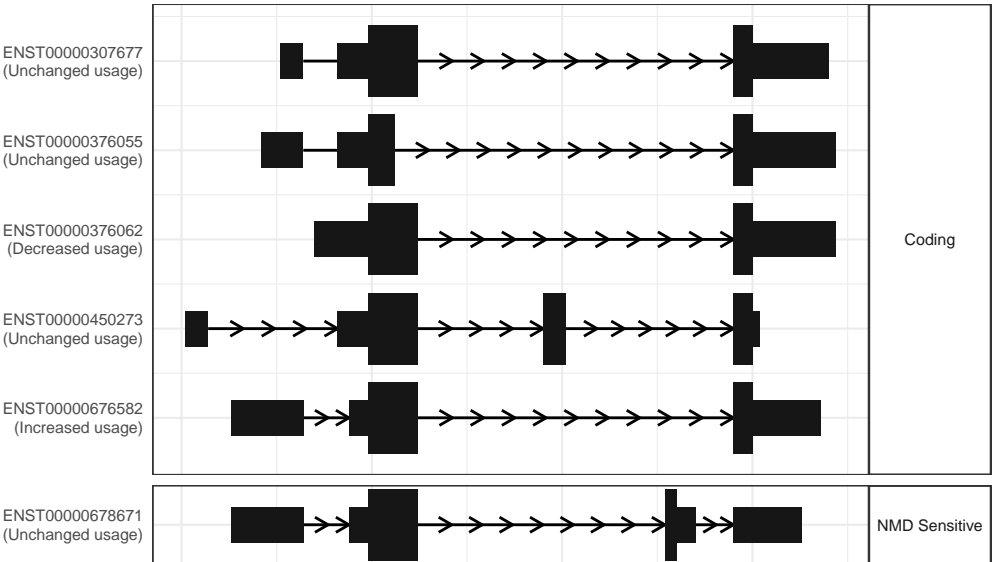 ENST00000307677
(Unchanged usage)
ENST00000376055
(Unchanged usage)
ENST00000376062
(Decreased usage)
Coding
ENST00000450273
(Unchanged usage)
ENST00000676582
(Increased usage)
ENST00000678671
(Unchanged usage)
NMD Sensitive